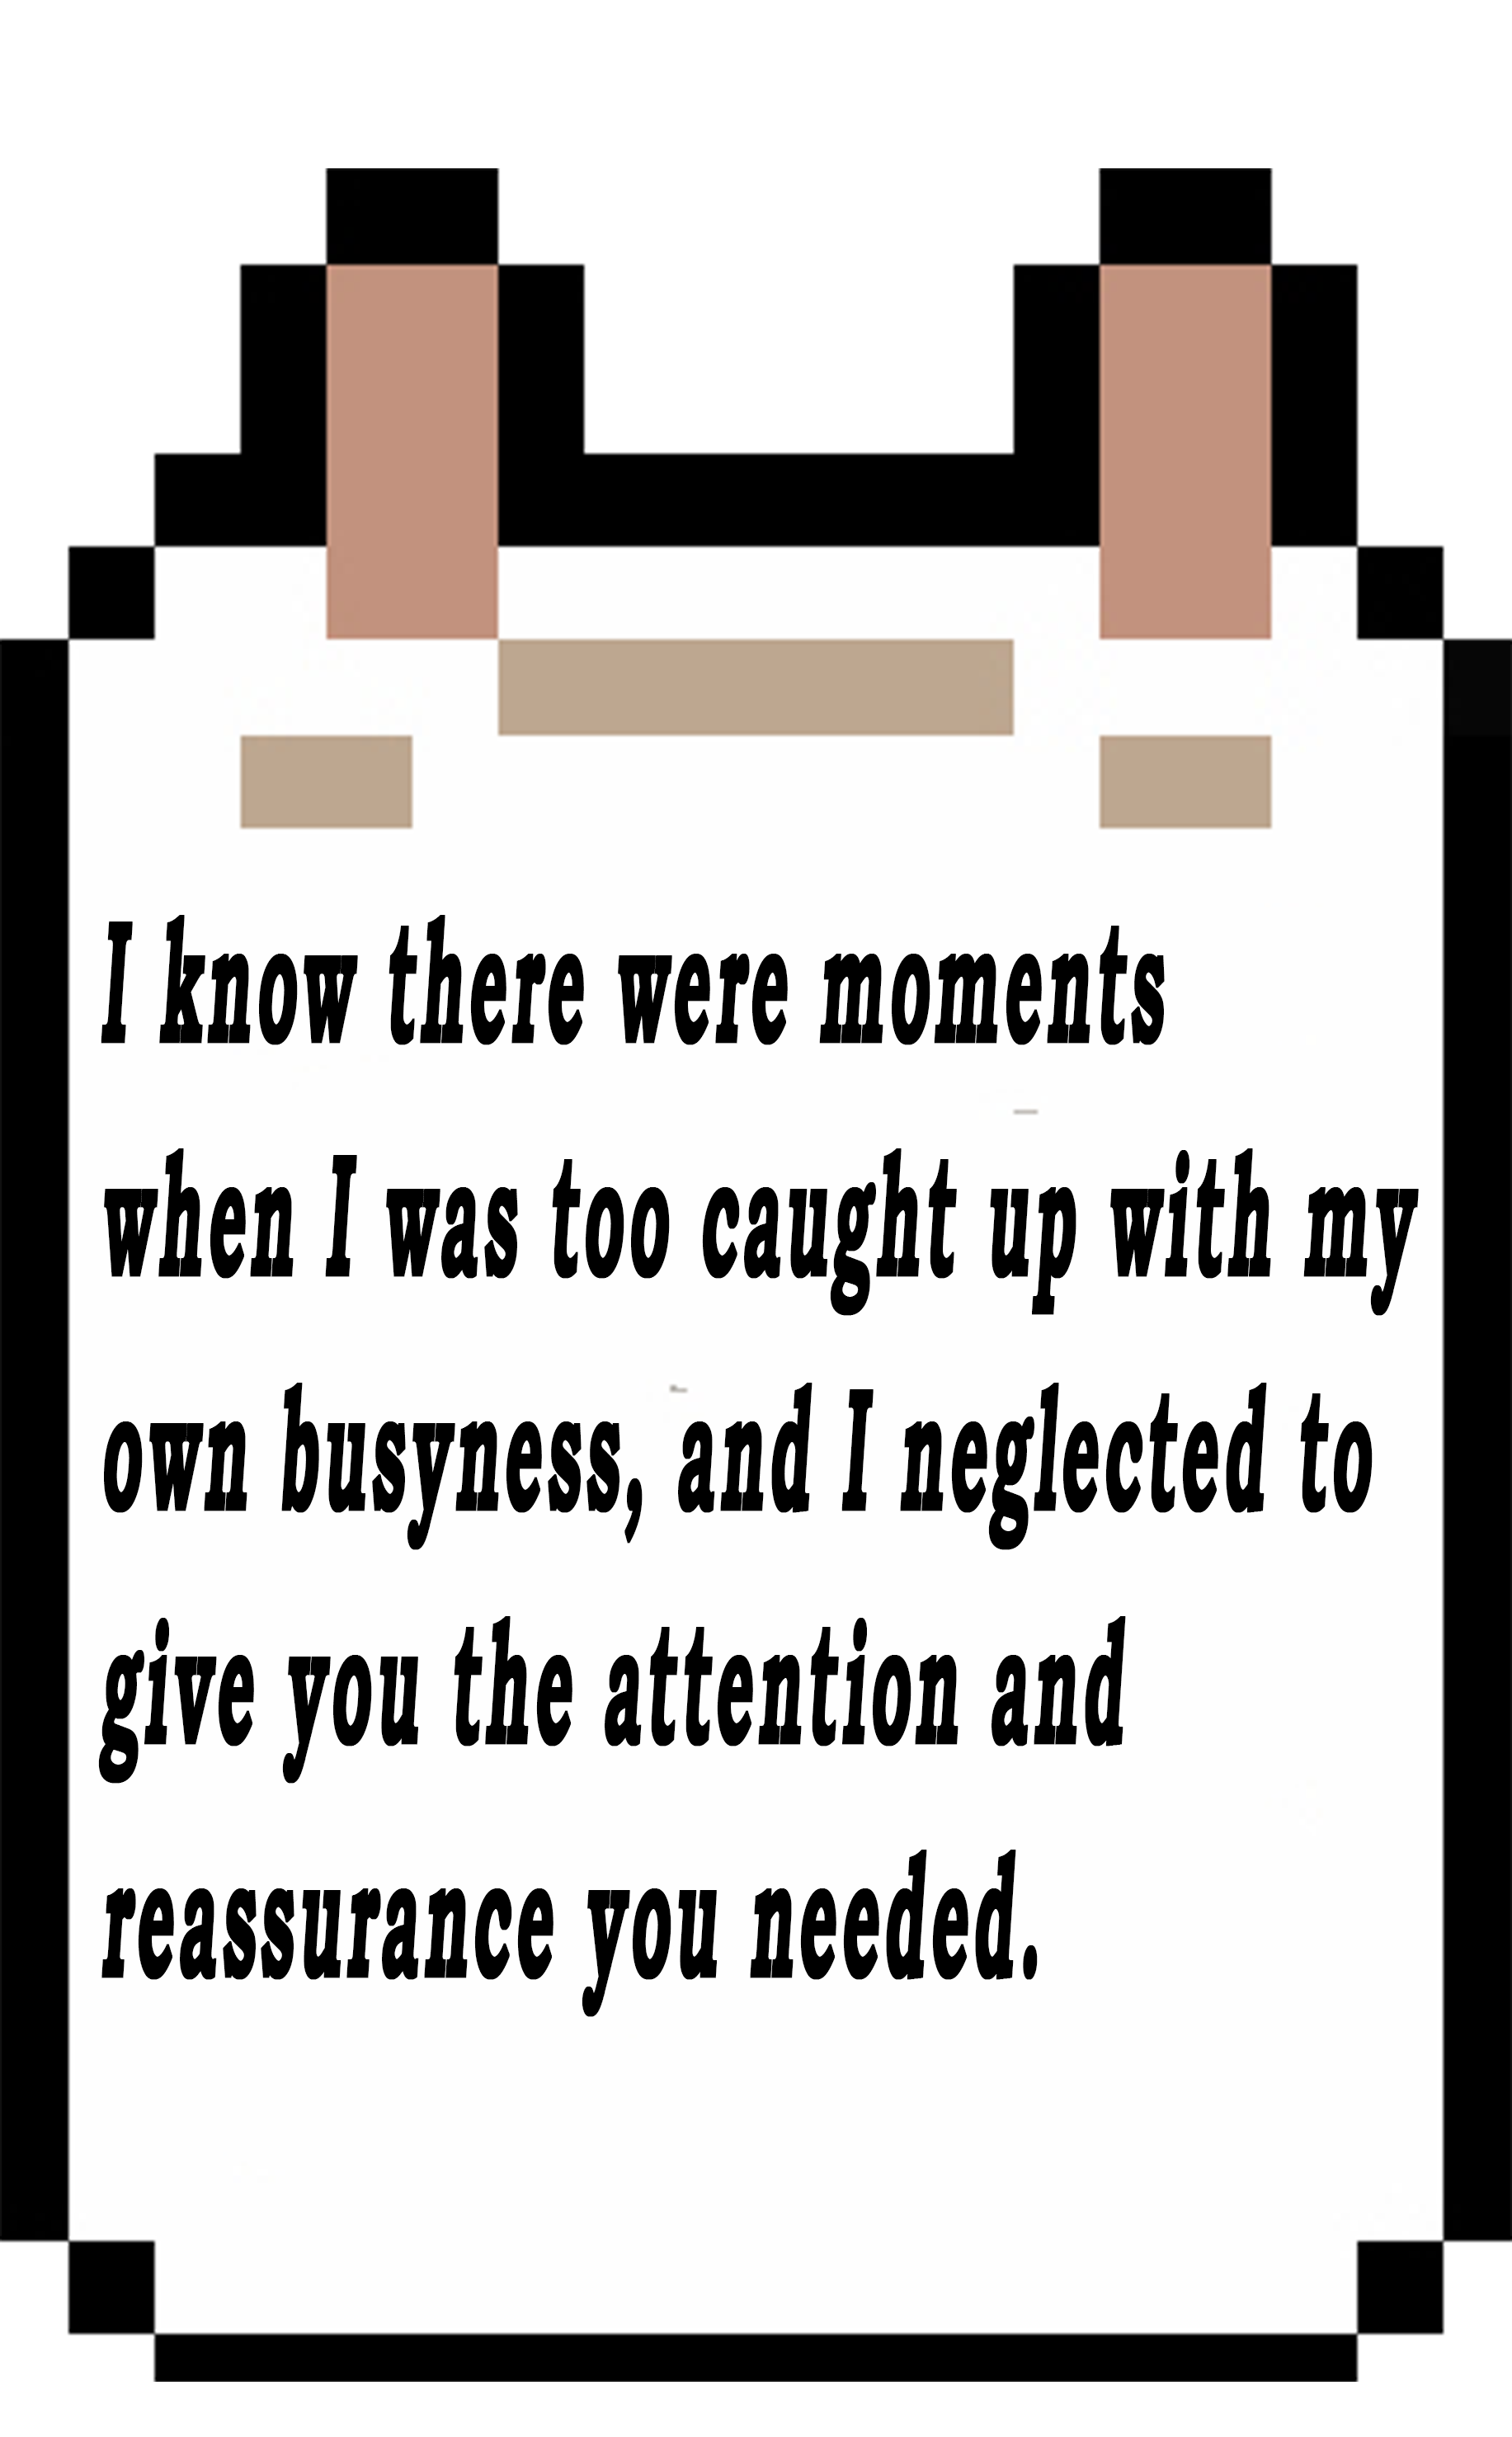 I know there were moments
when I was too caught up with my
own busyness, and I neglected to
give you the attention and
reassurance you needed.